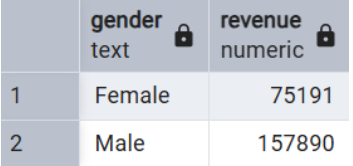 gender revenue
text numeric
1 Female 75191
2 Male 157890